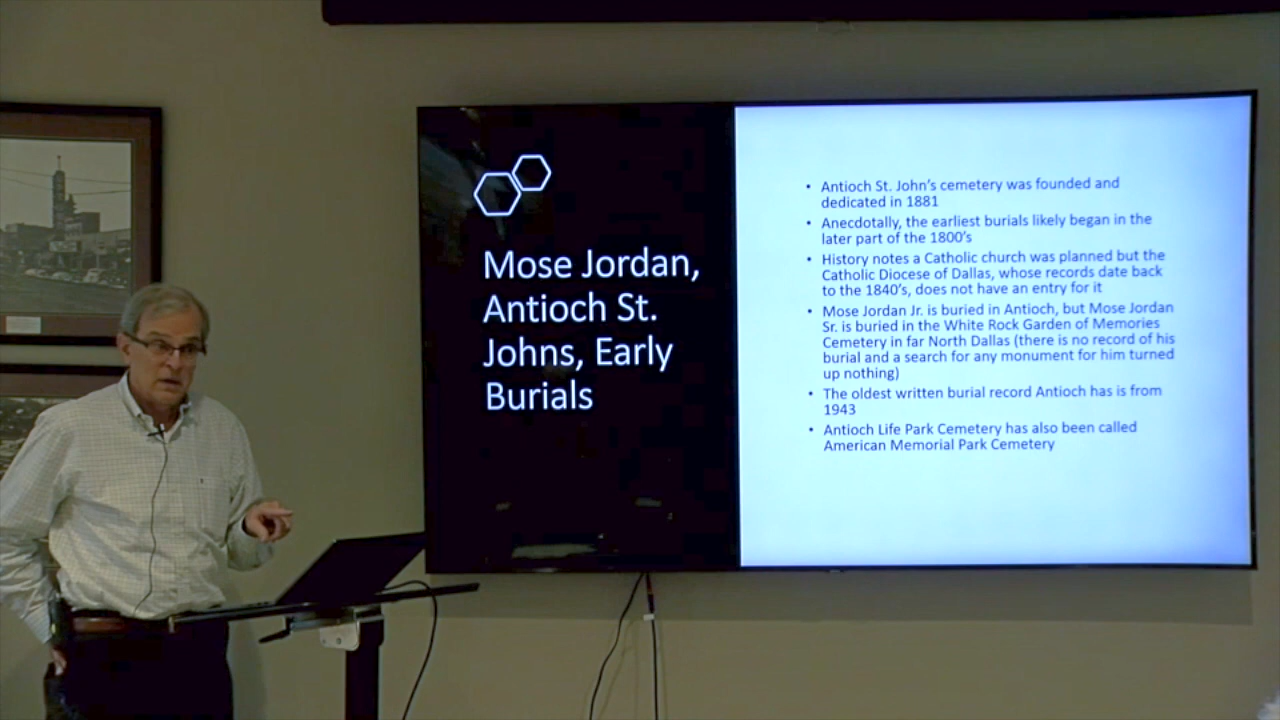 Mose Jordan,
Antioch St.
Johns, Early
Burials
• Antioch St. John's cemetery was founded and
dedicated in 1881
• Anecdotally, the earliest burials likely began in the
later part of the 1800's
• History notes a Catholic church was planned but the
Catholic Diocese of Dallas, whose records date back
to the 1840's, does not have an entry for it
• Mose Jordan Jr. is buried in Antioch, but Mose Jordan
Sr. is buried in the White Rock Garden of Memories
Cemetery in far North Dallas (there is no record of his
burial and a search for any monument for him turned
up nothing)
• The oldest written burial record Antioch has is from
1943
• Antioch Life Park Cemetery has also been called
American Memorial Park Cemetery